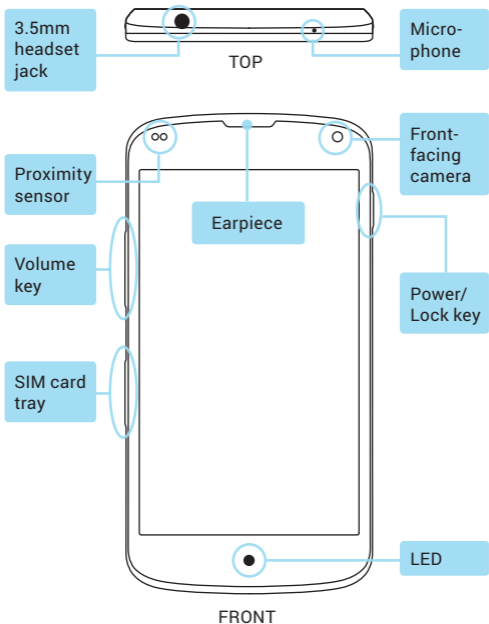 3.5mm
headset
jack
Micro-
phone
TOP
Proximity
sensor
Front-
facing
camera
Earpiece
Volume
key
Power/
Lock key
SIM card
tray
LED
FRONT